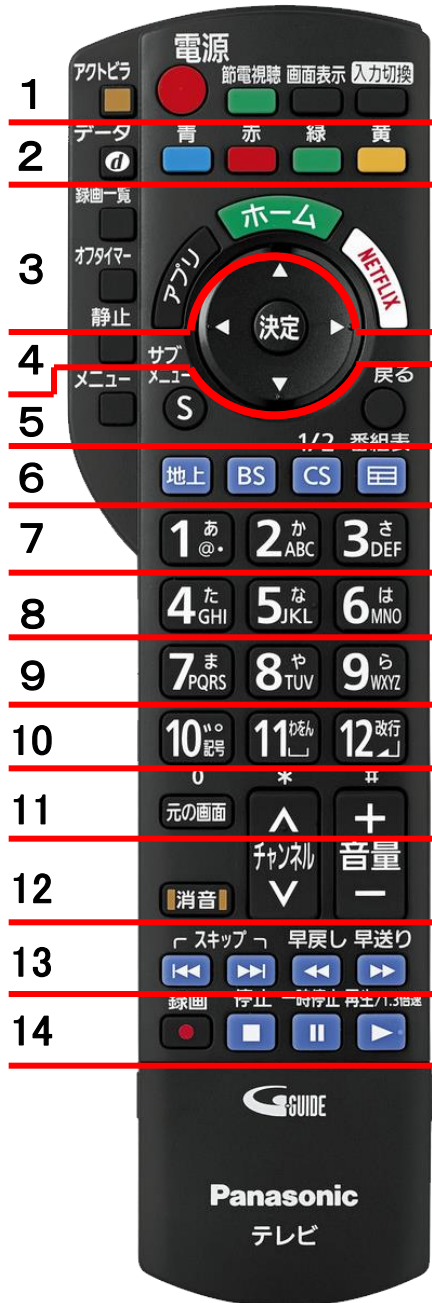 電源
アクトビラ 節電視聴 画面表示 入力切換
1
データ 青 赤 緑 黄
2 d
録画一覧
ホーム
アプリ NETFLIX
3 オフタイマー
決定
静止
4 サブ
メニュー メニュー 戻る
5 S
1/2 番組表
6 地上 BS CS
7 1 あ @. 2 か ABC 3 さ DEF
8 4 た GHI 5 な JKL 6 は MNO
9 7 ま PQRS 8 や TUV 9 ら WXYZ
10 10 ゛゜ 記号 11 わをん 12 改行
0 * #
11 元の画面 +
チャンネル 音量
12 消音 −
スキップ 早戻し 早送り
13
録画 停止 一時停止 再生/1.3倍速
14
G-GUIDE
Panasonic
テレビ